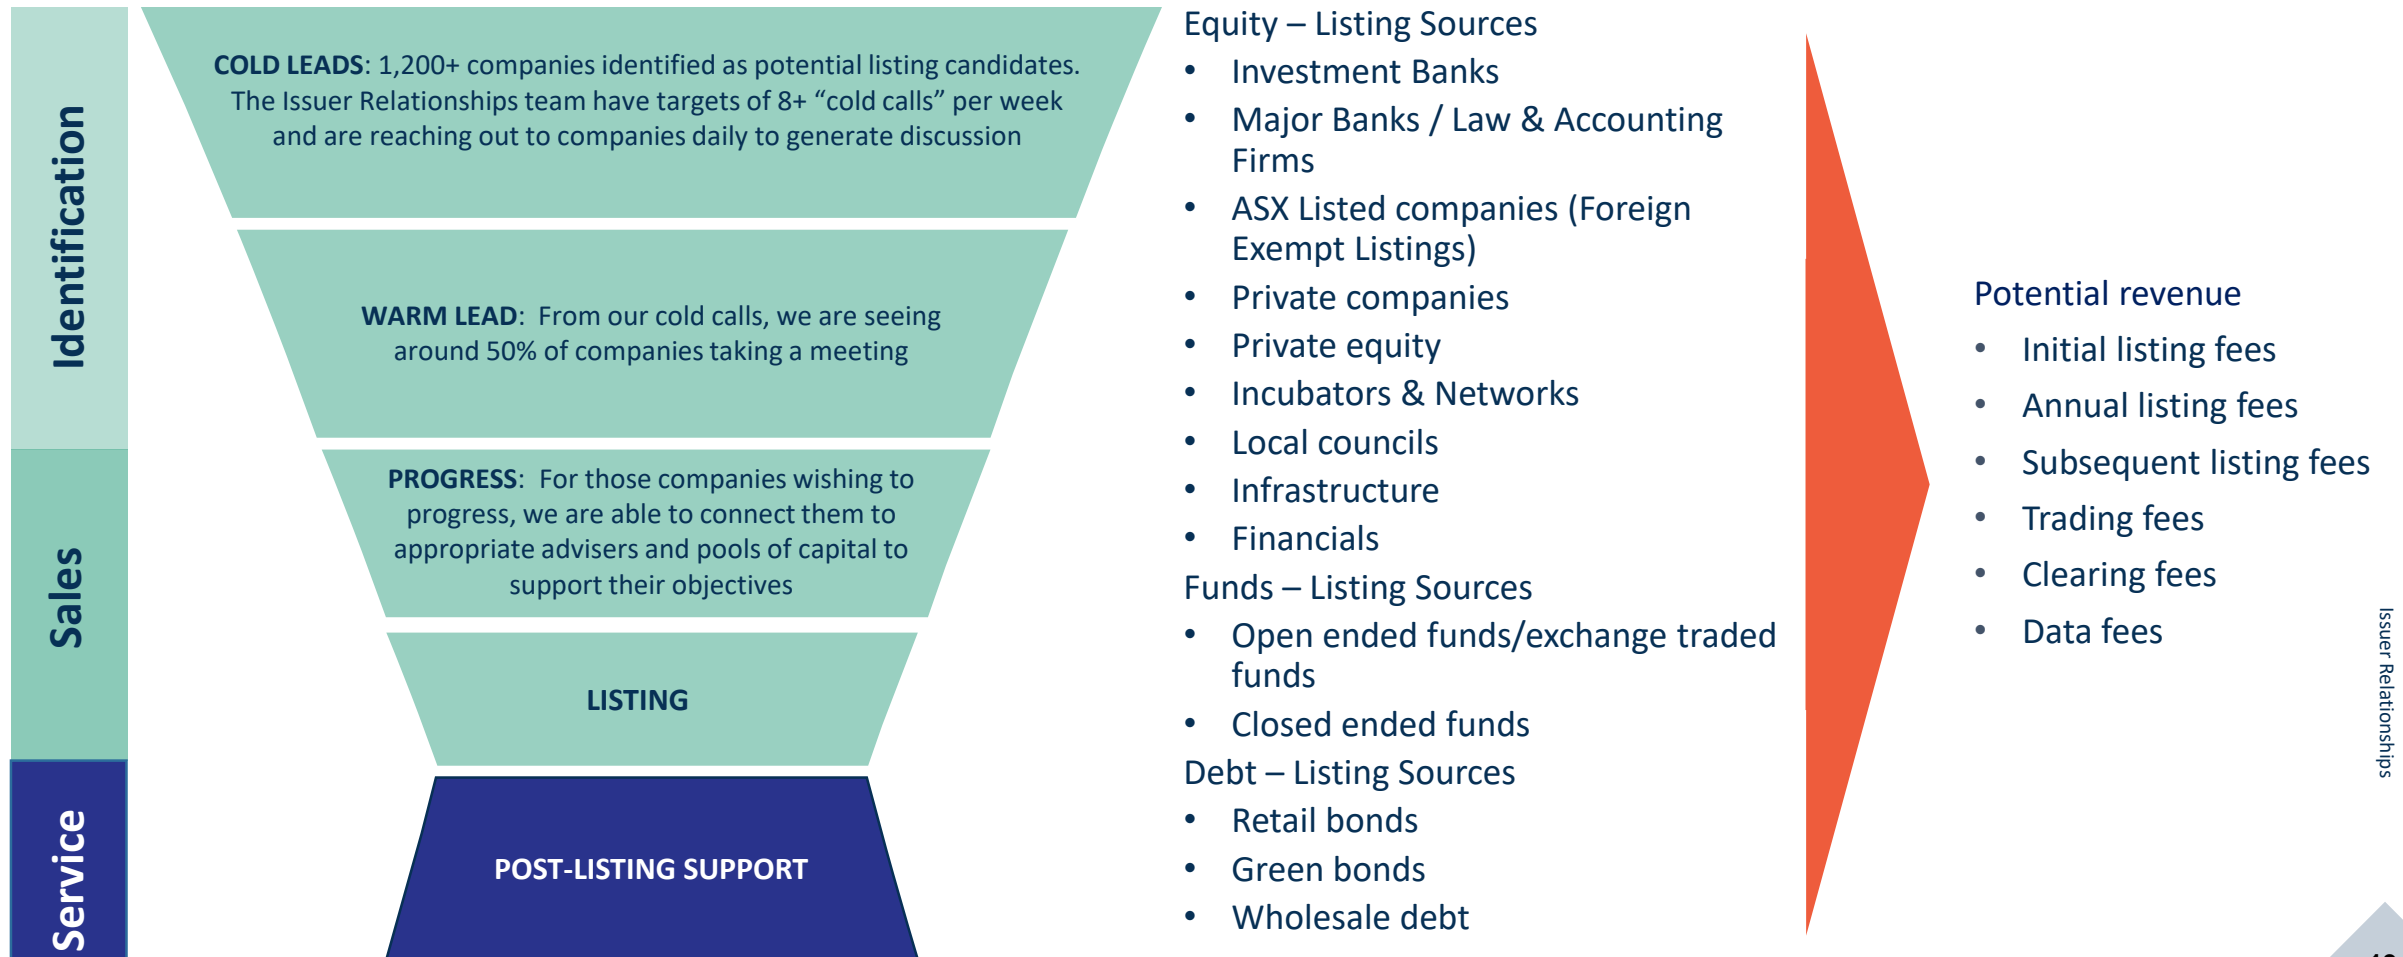 Identification
COLD LEADS: 1,200+ companies identified as potential listing candidates.
The Issuer Relationships team have targets of 8+ “cold calls” per week
and are reaching out to companies daily to generate discussion
WARM LEAD:  From our cold calls, we are seeing
around 50% of companies taking a meeting
Sales
PROGRESS:  For those companies wishing to
progress, we are able to connect them to
appropriate advisers and pools of capital to
support their objectives
LISTING
Service
POST-LISTING SUPPORT
Equity – Listing Sources
• Investment Banks
• Major Banks / Law & Accounting
Firms
• ASX Listed companies (Foreign
Exempt Listings)
• Private companies
• Private equity
• Incubators & Networks
• Local councils
• Infrastructure
• Financials
Funds – Listing Sources
• Open ended funds/exchange traded
funds
• Closed ended funds
Debt – Listing Sources
• Retail bonds
• Green bonds
• Wholesale debt
Potential revenue
• Initial listing fees
• Annual listing fees
• Subsequent listing fees
• Trading fees
• Clearing fees
• Data fees
Issuer Relationships